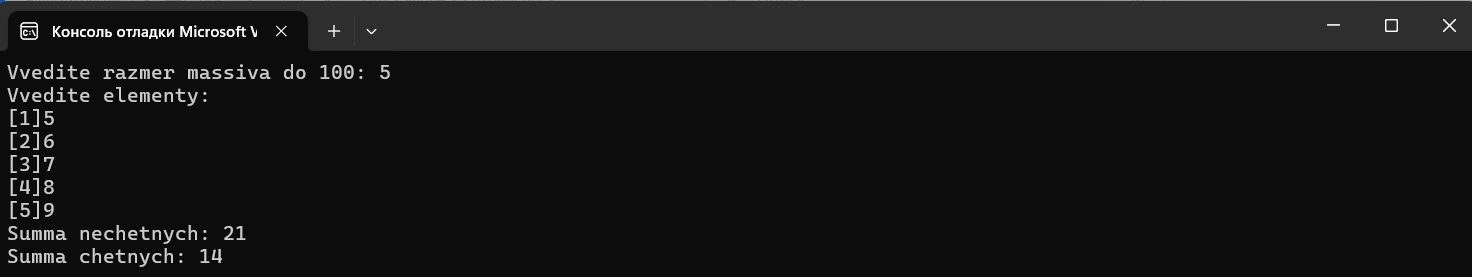 Консоль отладки Microsoft V
Vvedite razmer massiva do 100: 5
Vvedite elementy:
[1]5
[2]6
[3]7
[4]8
[5]9
Summa nechetnych: 21
Summa chetnych: 14